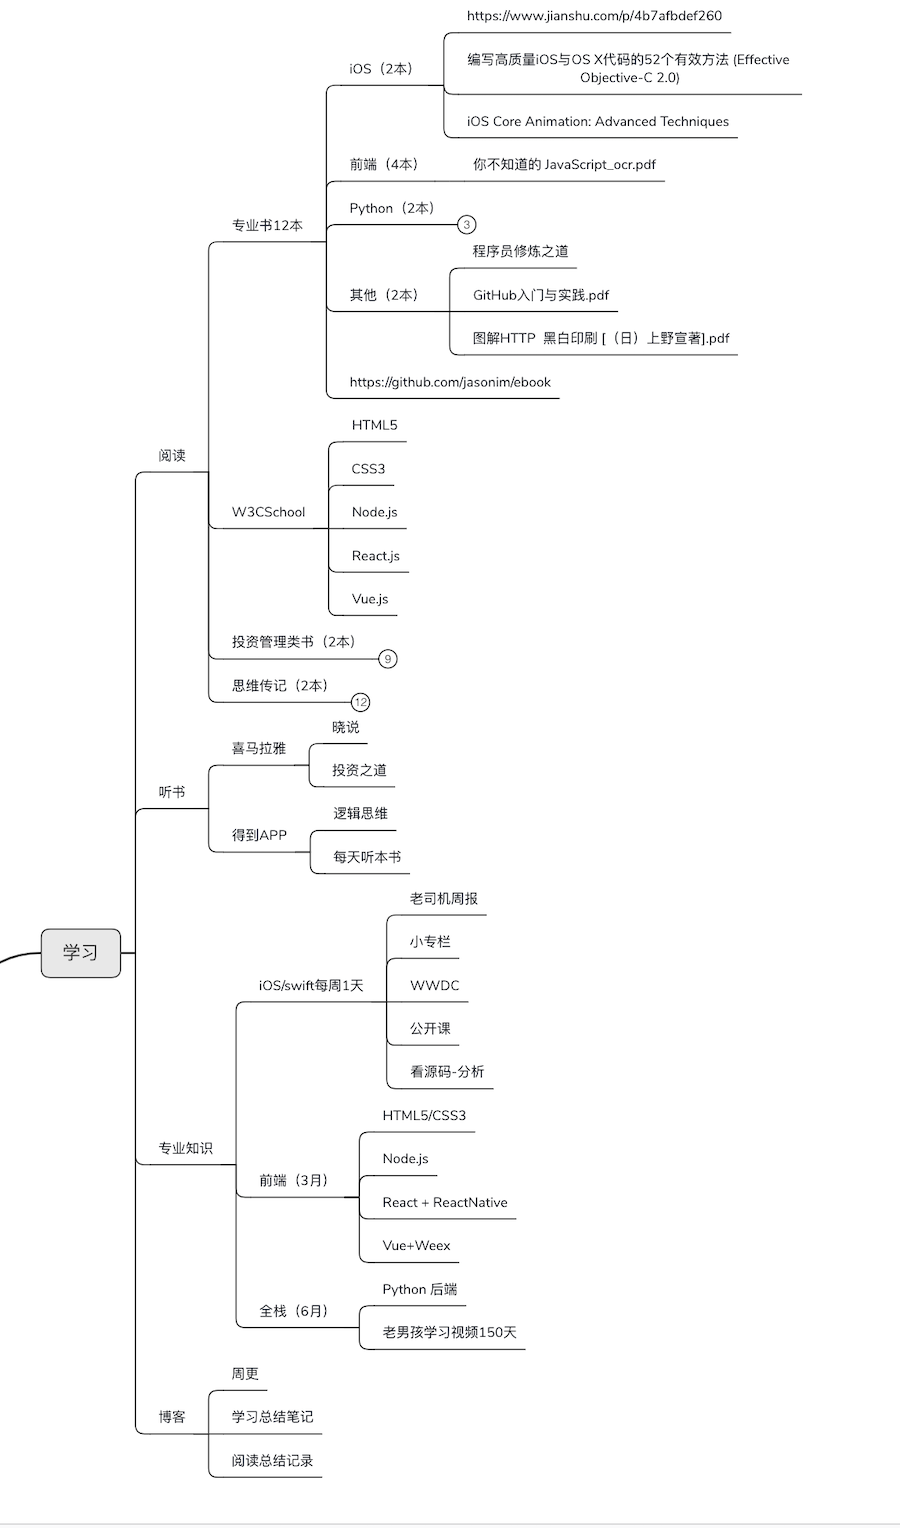 https://www.jianshu.com/p/4b7afbdef260
iOS（2本）
编写高质量iOS与OS X代码的52个有效方法 (Effective
Objective-C 2.0)
iOS Core Animation: Advanced Techniques
前端（4本）
你不知道的 JavaScript_ocr.pdf
Python（2本）
3
专业书12本
程序员修炼之道
其他（2本）
GitHub入门与实践.pdf
图解HTTP 黑白印刷 [（日）上野宣著].pdf
https://github.com/jasonim/ebook
HTML5
阅读
CSS3
W3CSchool
Node.js
React.js
Vue.js
投资管理类书（2本）
9
思维传记（2本）
12
晓说
喜马拉雅
投资之道
听书
逻辑思维
得到APP
每天听本书
老司机周报
小专栏
学习
iOS/swift每周1天
WWDC
公开课
看源码-分析
HTML5/CSS3
专业知识
Node.js
前端（3月）
React + ReactNative
Vue+Weex
Python 后端
全栈（6月）
老男孩学习视频150天
周更
博客
学习总结笔记
阅读总结记录